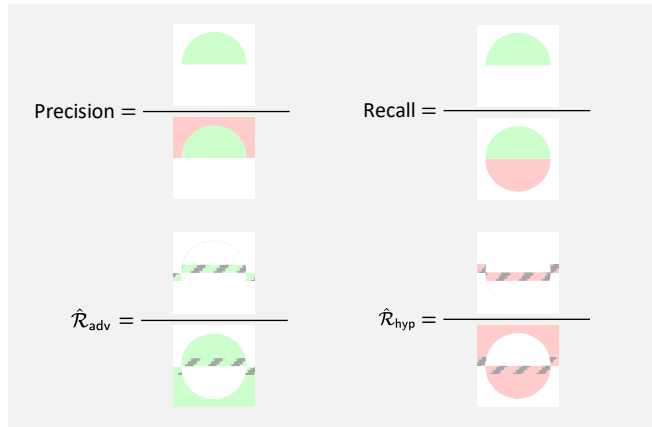 Precision =
Recall =
R̂adv =
R̂hyp =